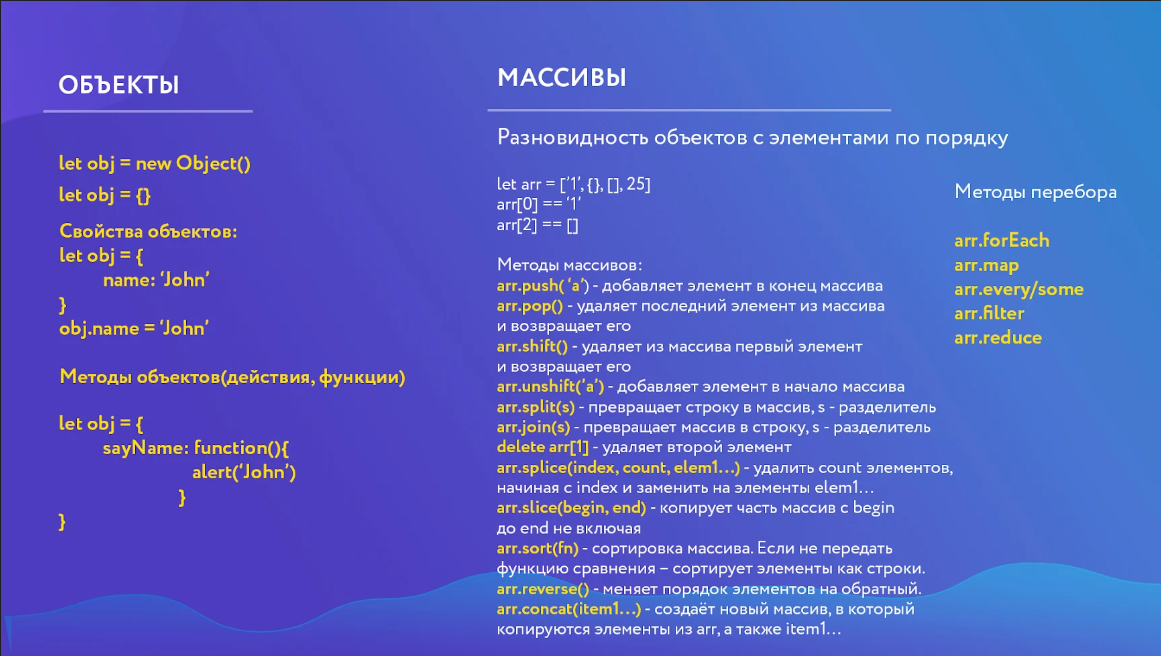 ОБЪЕКТЫ
let obj = new Object()
let obj = {}
Свойства объектов:
let obj = {
name: ‘John’
}
obj.name = ‘John’
Методы объектов(действия, функции)
let obj = {
sayName: function(){
alert(‘John’)
}
}
МАССИВЫ
Разновидность объектов с элементами по порядку
let arr = [’1’, {}, [], 25]
arr[0] == ‘1’
arr[2] == []
Методы массивов:
arr.push( ‘a’) - добавляет элемент в конец массива
arr.pop() - удаляет последний элемент из массива
и возвращает его
arr.shift() - удаляет из массива первый элемент
и возвращает его
arr.unshift(’a’) - добавляет элемент в начало массива
arr.split(s) - превращает строку в массив, s - разделитель
arr.join(s) - превращает массив в строку, s - разделитель
delete arr[1] - удаляет второй элемент
arr.splice(index, count, elem1...) - удалить count элементов,
начиная с index и заменить на элементы elem1...
arr.slice(begin, end) - копирует часть массив с begin
до end не включая
arr.sort(fn) - сортировка массива. Если не передать
функцию сравнения – сортирует элементы как строки.
arr.reverse() - меняет порядок элементов на обратный.
arr.concat(item1...) - создаёт новый массив, в который
копируются элементы из arr, а также item1...
Методы перебора
arr.forEach
arr.map
arr.every/some
arr.filter
arr.reduce